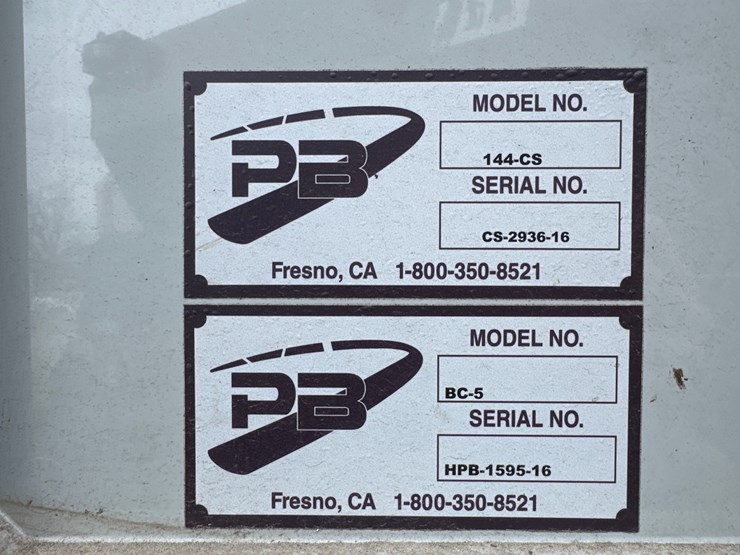 PB
MODEL NO.
144-CS
SERIAL NO.
CS-2936-16
Fresno, CA 1-800-350-8521
PB
MODEL NO.
BC-5
SERIAL NO.
HPB-1595-16
Fresno, CA 1-800-350-8521